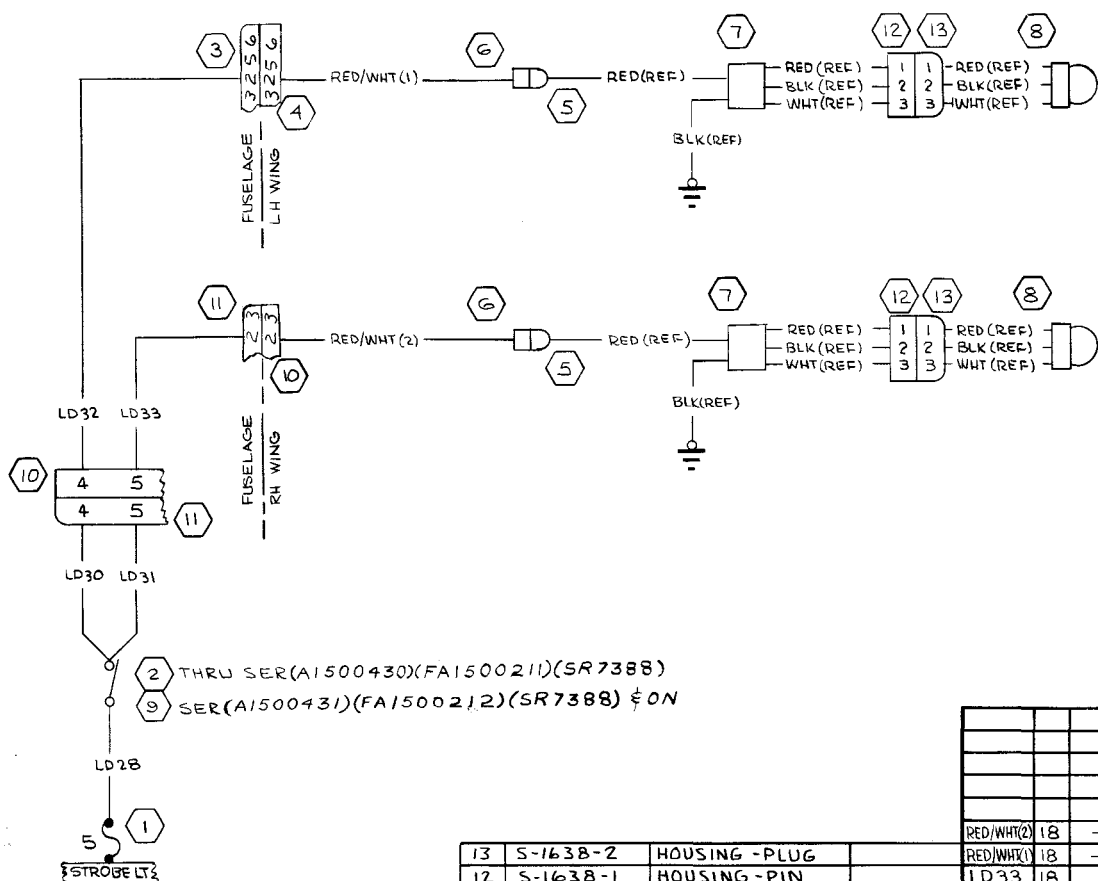 3
3 2 5 6
3 2 5 6
4
RED/WHT(1)
6
5
RED(REF)
7
BLK(REF)
RED(REF)
BLK(REF)
WHT(REF)
12
13
1 1
2 2
3 3
RED(REF)
BLK(REF)
WHT(REF)
8
FUSELAGE
LH WING
11
2 3
2 3
10
RED/WHT(2)
6
5
RED(REF)
7
BLK(REF)
RED(REF)
BLK(REF)
WHT(REF)
12
13
1 1
2 2
3 3
RED(REF)
BLK(REF)
WHT(REF)
8
FUSELAGE
RH WING
LD32 LD33
10
4 5
4 5
11
LD30 LD31
2 THRU SER(A1500430)(FA1500211)(SR7388)
9 SER(A1500431)(FA1500212)(SR7388) & ON
LD28
1
5
STROBE LT
RED/WHT(2) 18 -
13 S-1638-2 HOUSING-PLUG
RED/WHT(1) 18 -
12 S-1638-1 HOUSING-PIN
LD33 18